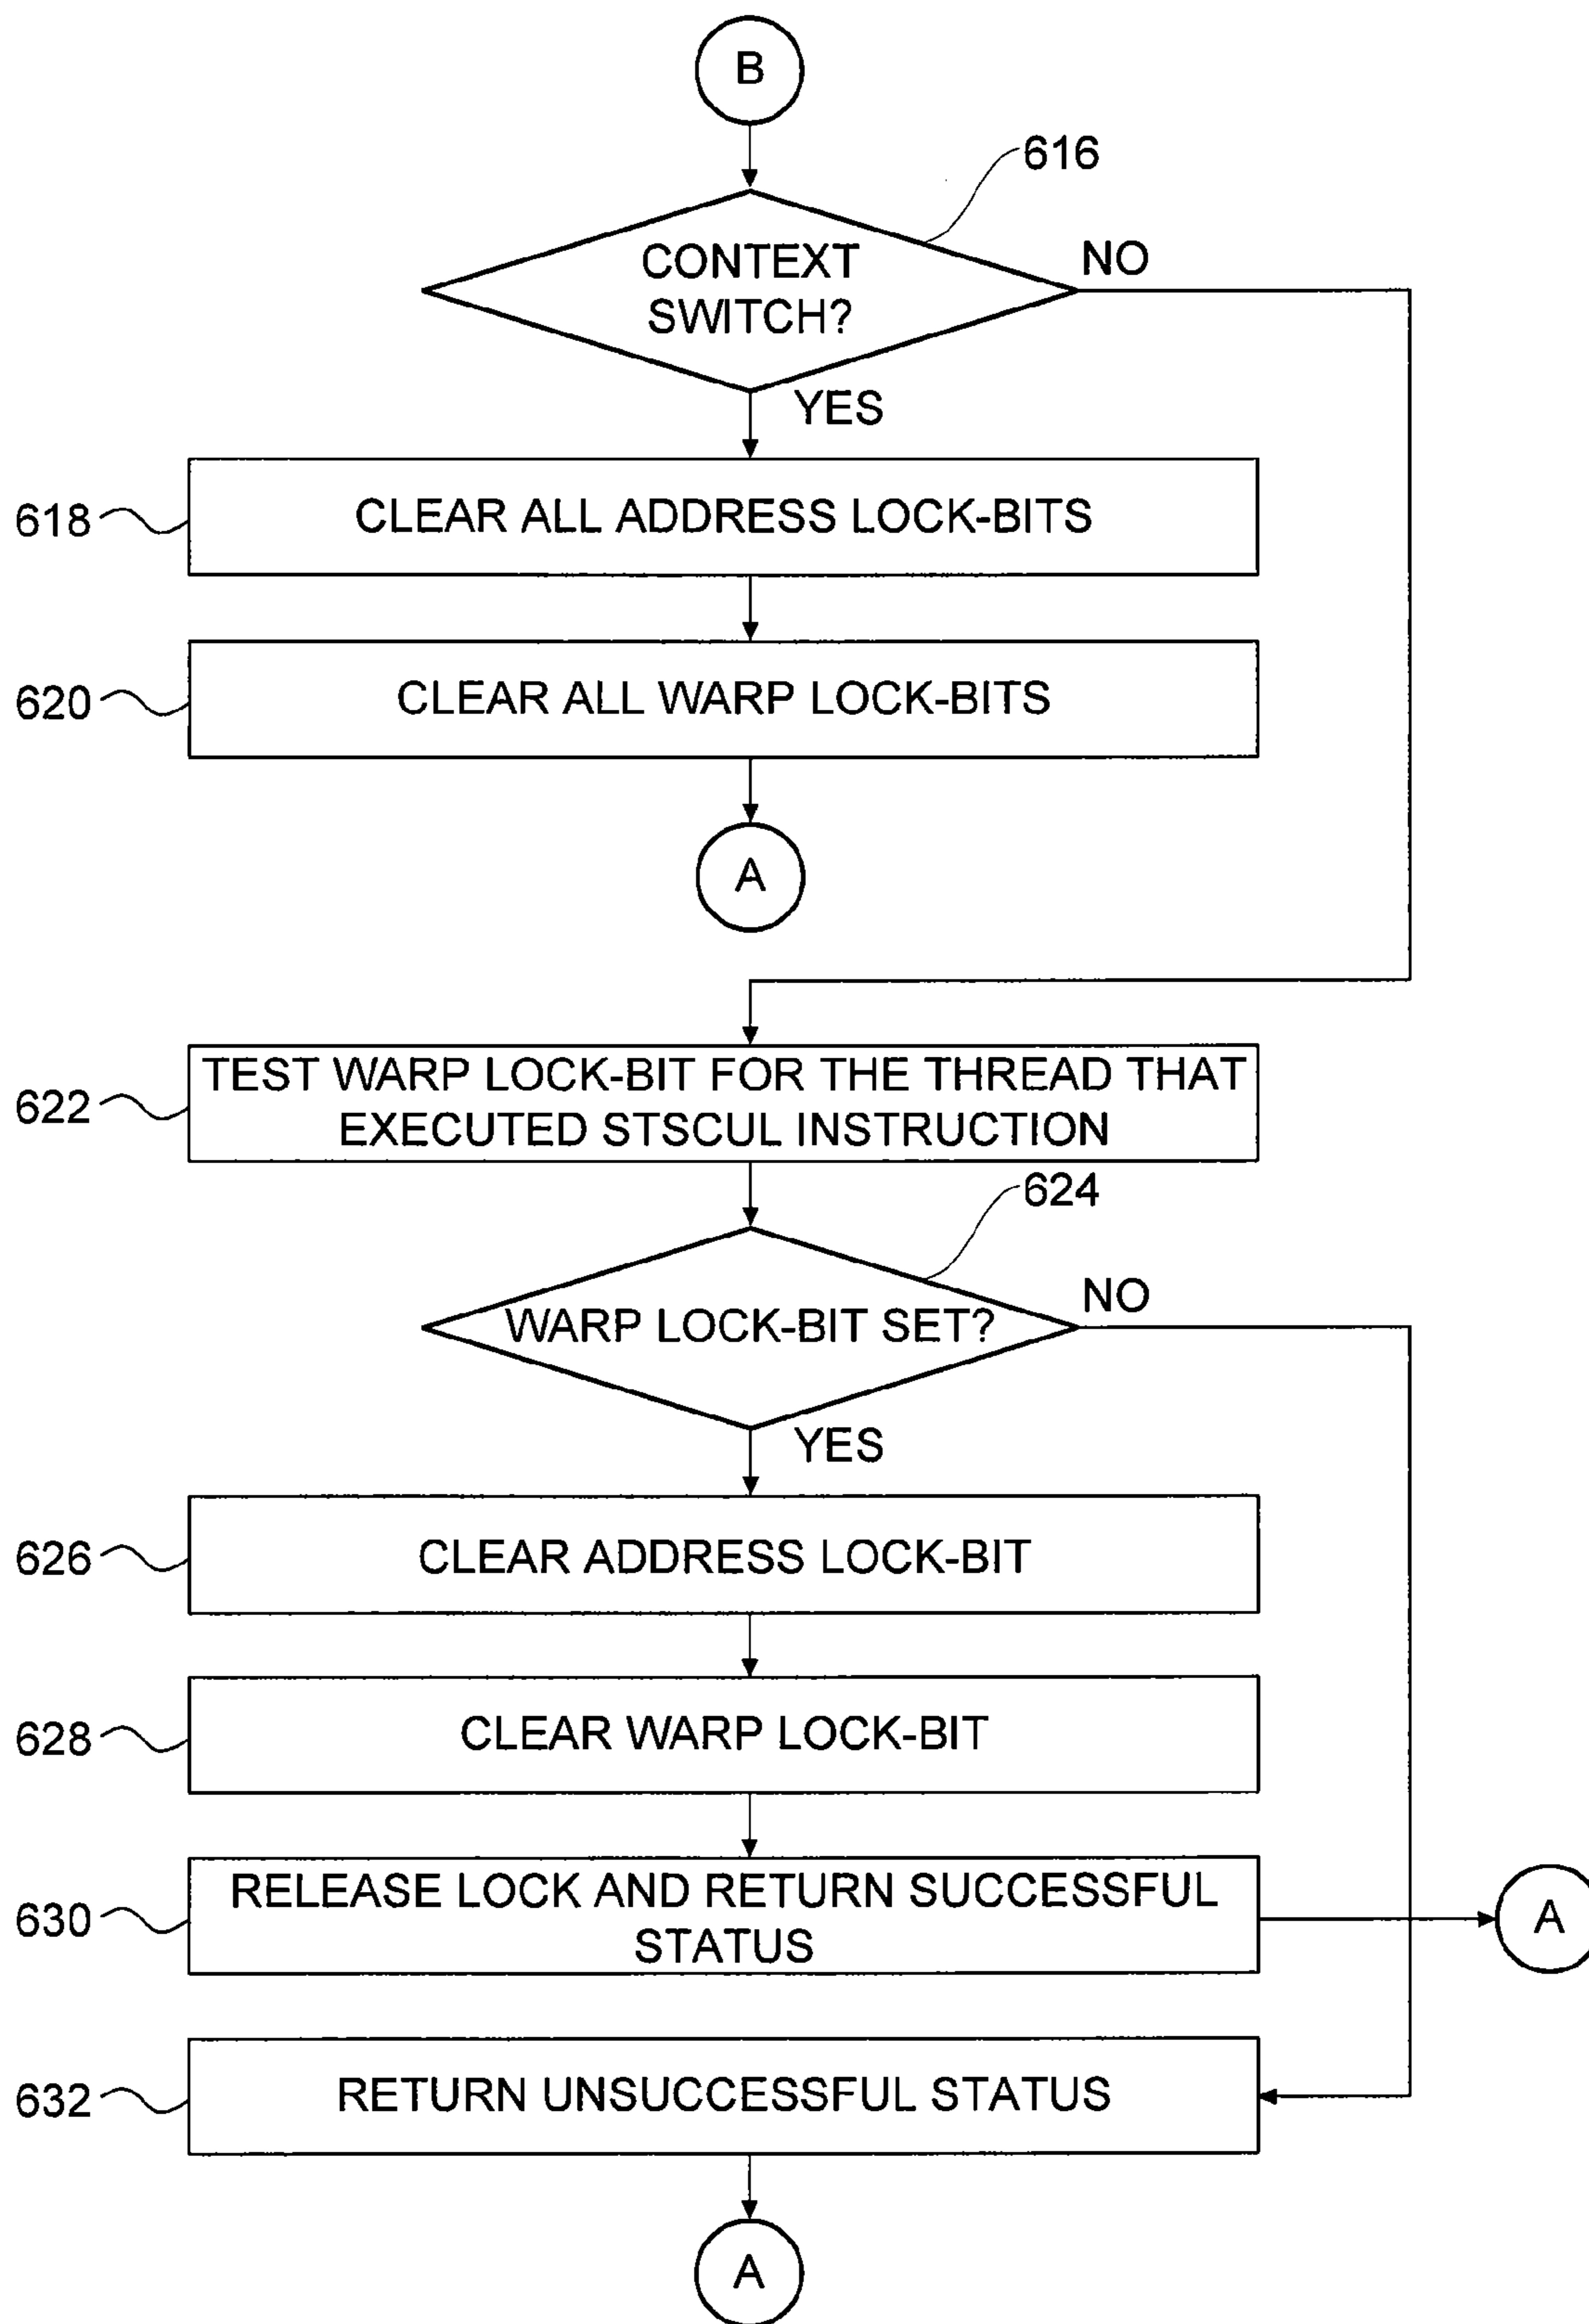 B
616
CONTEXT
SWITCH?
NO
YES
618
CLEAR ALL ADDRESS LOCK-BITS
620
CLEAR ALL WARP LOCK-BITS
A
622
TEST WARP LOCK-BIT FOR THE THREAD THAT
EXECUTED STSCUL INSTRUCTION
624
WARP LOCK-BIT SET?
NO
YES
626
CLEAR ADDRESS LOCK-BIT
628
CLEAR WARP LOCK-BIT
630
RELEASE LOCK AND RETURN SUCCESSFUL
STATUS
A
632
RETURN UNSUCCESSFUL STATUS
A